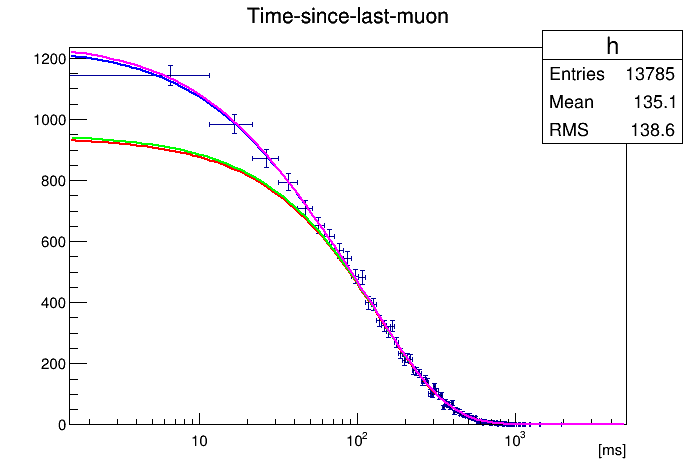 Time-since-last-muon
h
Entries 13785
Mean 135.1
RMS 138.6
1200
1000
800
600
400
200
0
10 10² 10³
[ms]